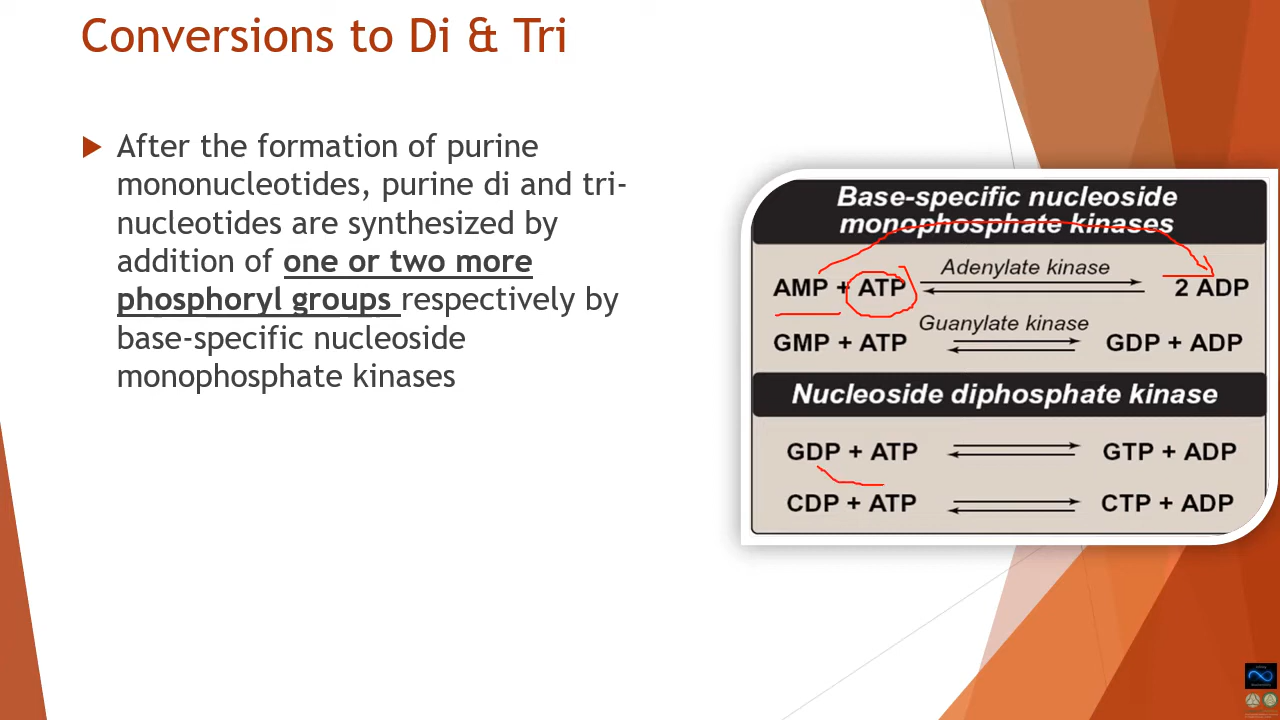 Conversions to Di & Tri
After the formation of purine
mononucleotides, purine di and tri-
nucleotides are synthesized by
addition of one or two more
phosphoryl groups respectively by
base-specific nucleoside
monophosphate kinases
Base-specific nucleoside
monophosphate kinases
Adenylate kinase
AMP + ATP 2 ADP
Guanylate kinase
GMP + ATP GDP + ADP
Nucleoside diphosphate kinase
GDP + ATP GTP + ADP
CDP + ATP CTP + ADP